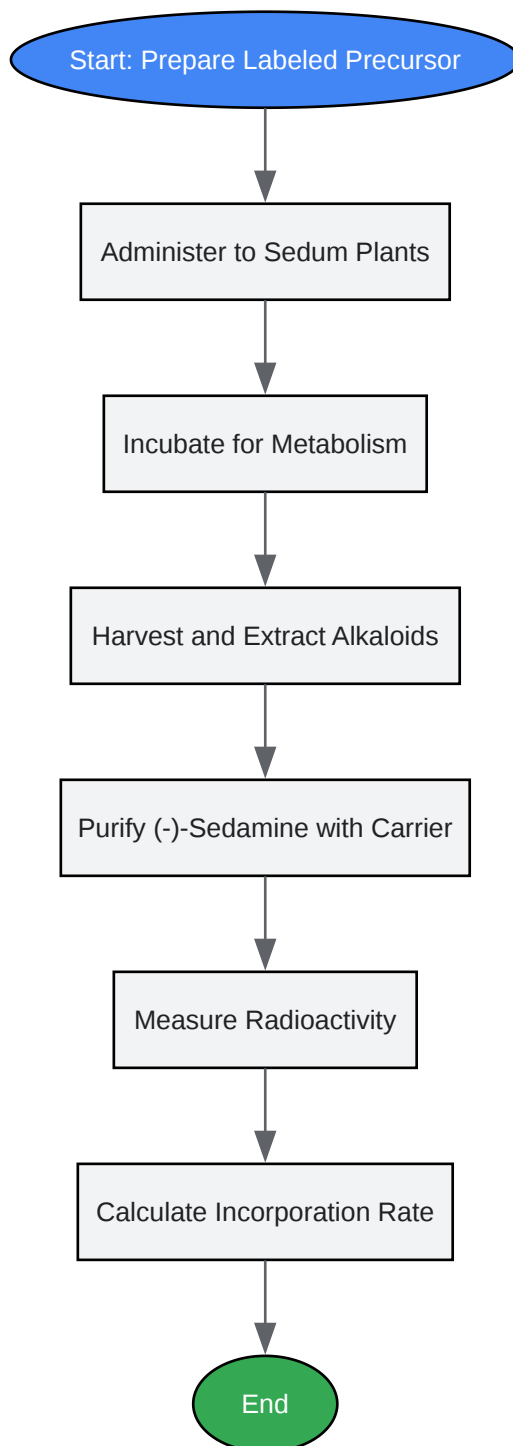 Start: Prepare Labeled Precursor
Administer to Sedum Plants
Incubate for Metabolism
Harvest and Extract Alkaloids
Purify (-)-Sedamine with Carrier
Measure Radioactivity
Calculate Incorporation Rate
End